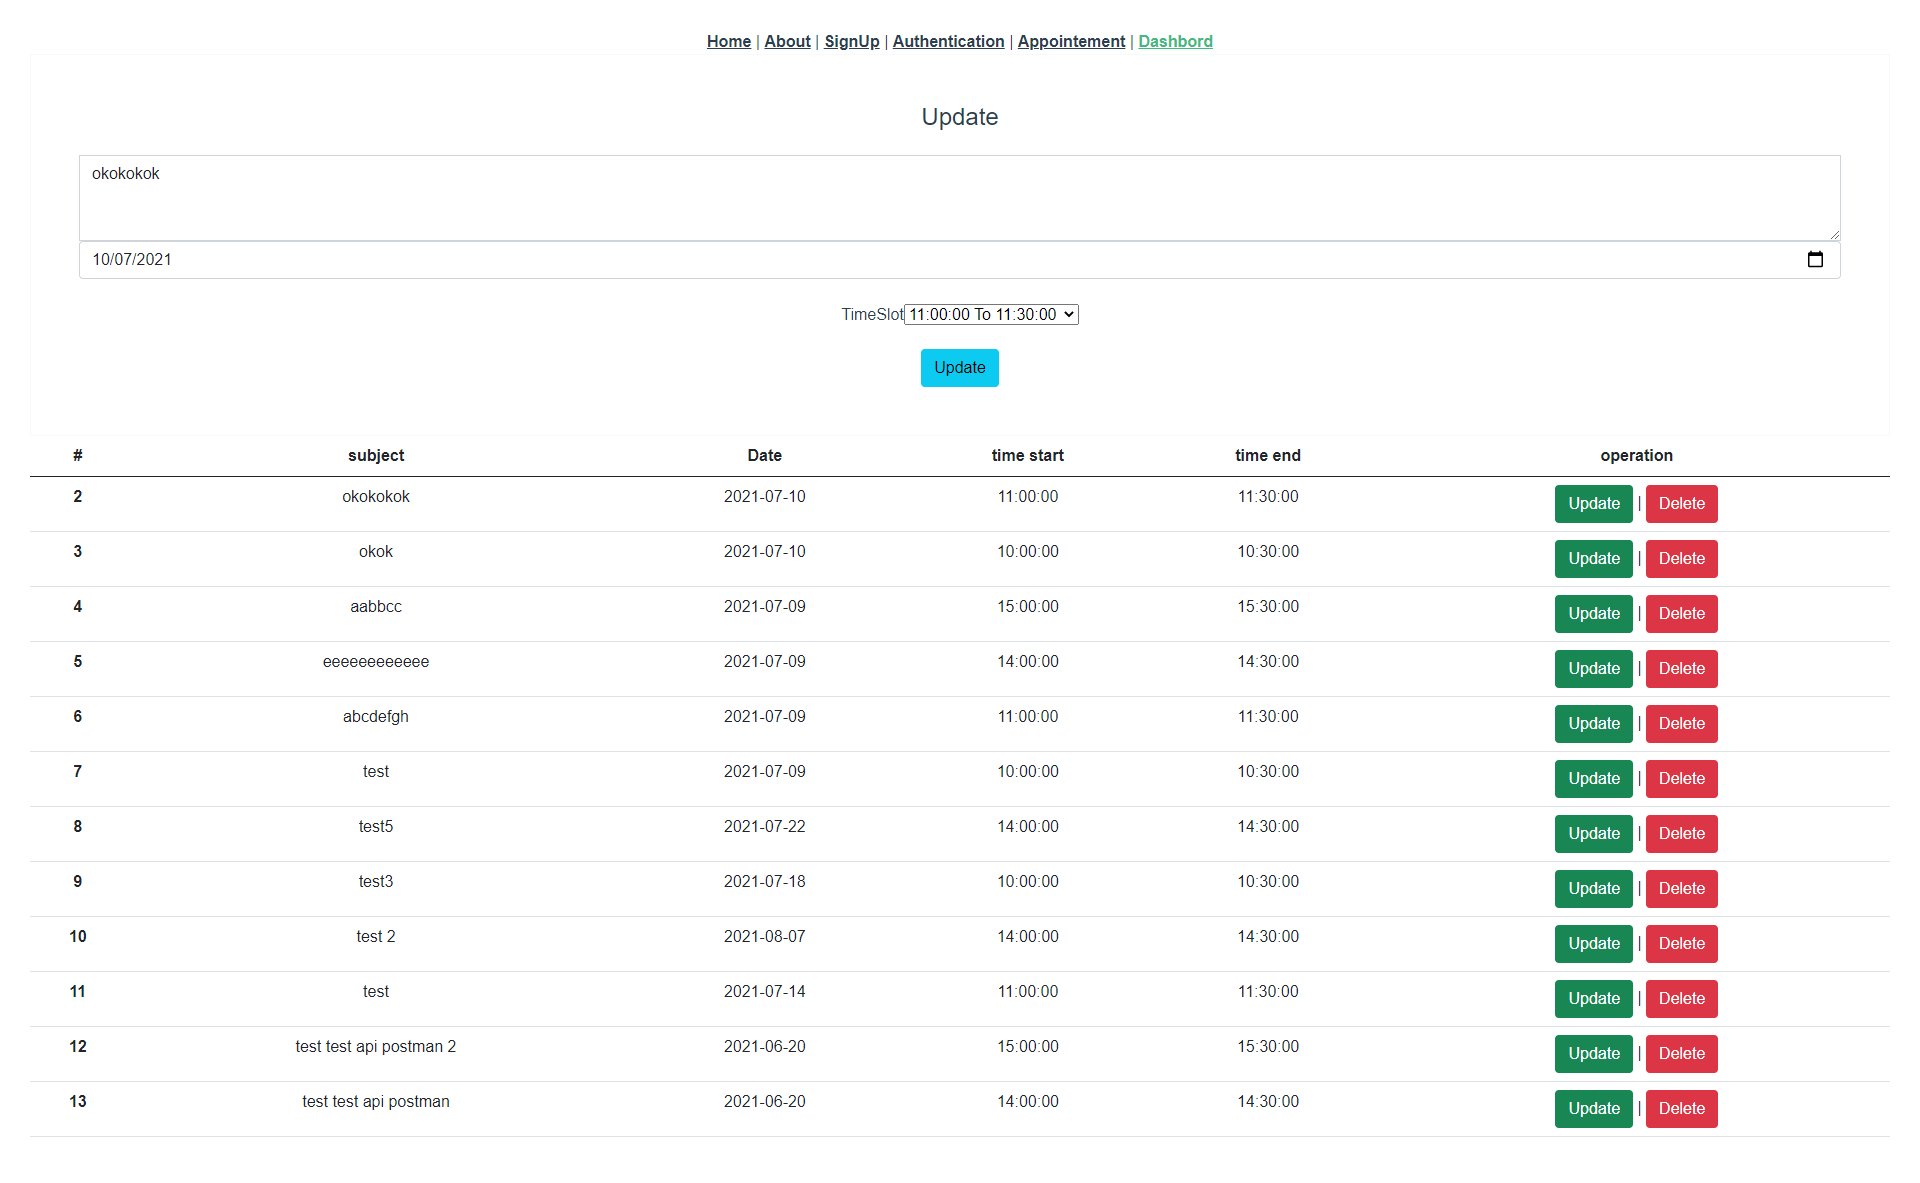 Home | About | SignUp | Authentication | Appointement | Dashbord
Update
okokokok
10/07/2021
TimeSlot 11:00:00 To 11:30:00
Update
# subject Date time start time end operation
2 okokokok 2021-07-10 11:00:00 11:30:00 Update | Delete
3 okok 2021-07-10 10:00:00 10:30:00 Update | Delete
4 aabbcc 2021-07-09 15:00:00 15:30:00 Update | Delete
5 eeeeeeeeeeee 2021-07-09 14:00:00 14:30:00 Update | Delete
6 abcdefgh 2021-07-09 11:00:00 11:30:00 Update | Delete
7 test 2021-07-09 10:00:00 10:30:00 Update | Delete
8 test5 2021-07-22 14:00:00 14:30:00 Update | Delete
9 test3 2021-07-18 10:00:00 10:30:00 Update | Delete
10 test 2 2021-08-07 14:00:00 14:30:00 Update | Delete
11 test 2021-07-14 11:00:00 11:30:00 Update | Delete
12 test test api postman 2 2021-06-20 15:00:00 15:30:00 Update | Delete
13 test test api postman 2021-06-20 14:00:00 14:30:00 Update | Delete